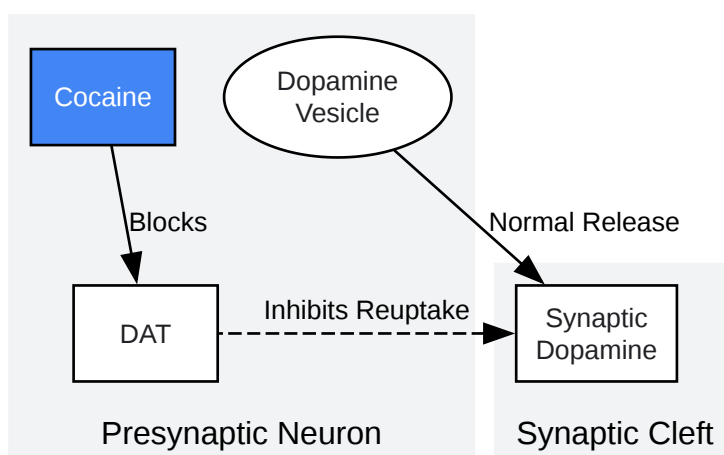 Cocaine
Dopamine
Vesicle
Blocks
Normal Release
Inhibits Reuptake
DAT
Synaptic
Dopamine
Presynaptic Neuron
Synaptic Cleft